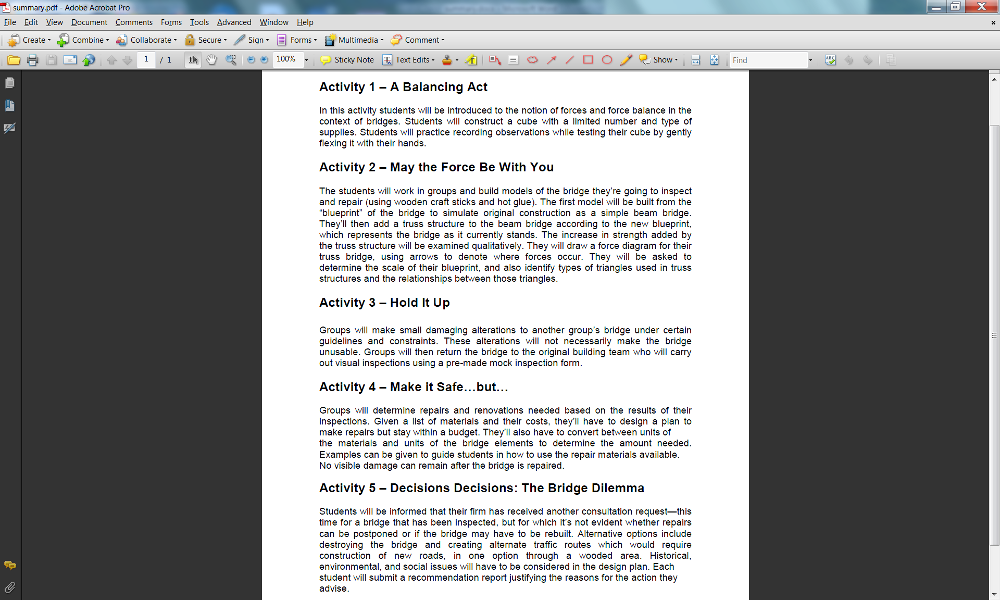 summary.pdf - Adobe Acrobat Pro
File Edit View Document Comments Forms Tools Advanced Window Help
Create Combine Collaborate Secure Sign Forms Multimedia Comment
1 / 1 100% Sticky Note Text Edits Show Find
Activity 1 – A Balancing Act
In this activity students will be introduced to the notion of forces and force balance in the
context of bridges. Students will construct a cube with a limited number and type of
supplies. Students will practice recording observations while testing their cube by gently
flexing it with their hands.
Activity 2 – May the Force Be With You
The students will work in groups and build models of the bridge they’re going to inspect
and repair (using wooden craft sticks and hot glue). The first model will be built from the
“blueprint” of the bridge to simulate original construction as a simple beam bridge.
They’ll then add a truss structure to the beam bridge according to the new blueprint,
which represents the bridge as it currently stands. The increase in strength added by
the truss structure will be examined qualitatively. They will draw a force diagram for their
truss bridge, using arrows to denote where forces occur. They will be asked to
determine the scale of their blueprint, and also identify types of triangles used in truss
structures and the relationships between those triangles.
Activity 3 – Hold It Up
Groups will make small damaging alterations to another group’s bridge under certain
guidelines and constraints. These alterations will not necessarily make the bridge
unusable. Groups will then return the bridge to the original building team who will carry
out visual inspections using a pre-made mock inspection form.
Activity 4 – Make it Safe…but…
Groups will determine repairs and renovations needed based on the results of their
inspections. Given a list of materials and their costs, they’ll have to design a plan to
make repairs but stay within a budget. They’ll also have to convert between units of
the materials and units of the bridge elements to determine the amount needed.
Examples can be given to guide students in how to use the repair materials available.
No visible damage can remain after the bridge is repaired.
Activity 5 – Decisions Decisions: The Bridge Dilemma
Students will be informed that their firm has received another consultation request—this
time for a bridge that has been inspected, but for which it’s not evident whether repairs
can be postponed or if the bridge may have to be rebuilt. Alternative options include
destroying the bridge and creating alternate traffic routes which would require
construction of new roads, in one option through a wooded area. Historical,
environmental, and social issues will have to be considered in the design plan. Each
student will submit a recommendation report justifying the reasons for the action they
advise.